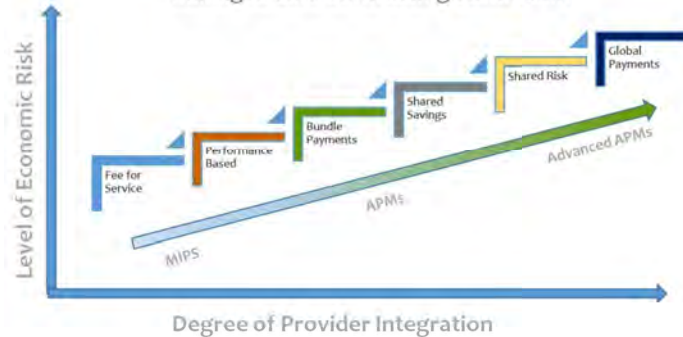 Level of Economic Risk
Fee for
Service
Performance
Based
Bundle
Payments
Shared
Savings
Shared Risk
Global
Payments
MIPS
APMs
Advanced APMs
Degree of Provider Integration